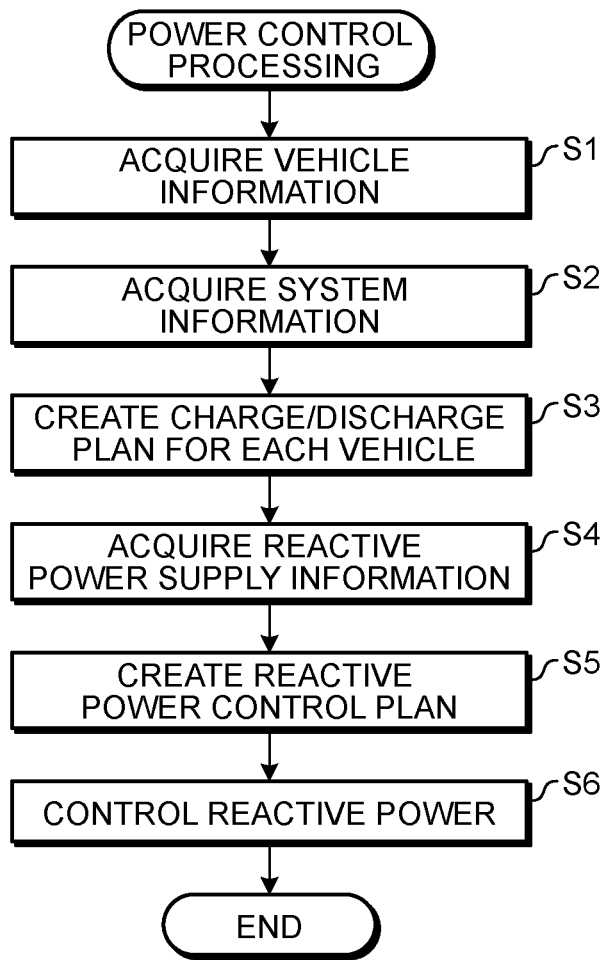 POWER CONTROL
PROCESSING
ACQUIRE VEHICLE
INFORMATION
S1
ACQUIRE SYSTEM
INFORMATION
S2
CREATE CHARGE/DISCHARGE
PLAN FOR EACH VEHICLE
S3
ACQUIRE REACTIVE
POWER SUPPLY INFORMATION
S4
CREATE REACTIVE
POWER CONTROL PLAN
S5
CONTROL REACTIVE POWER
S6
END